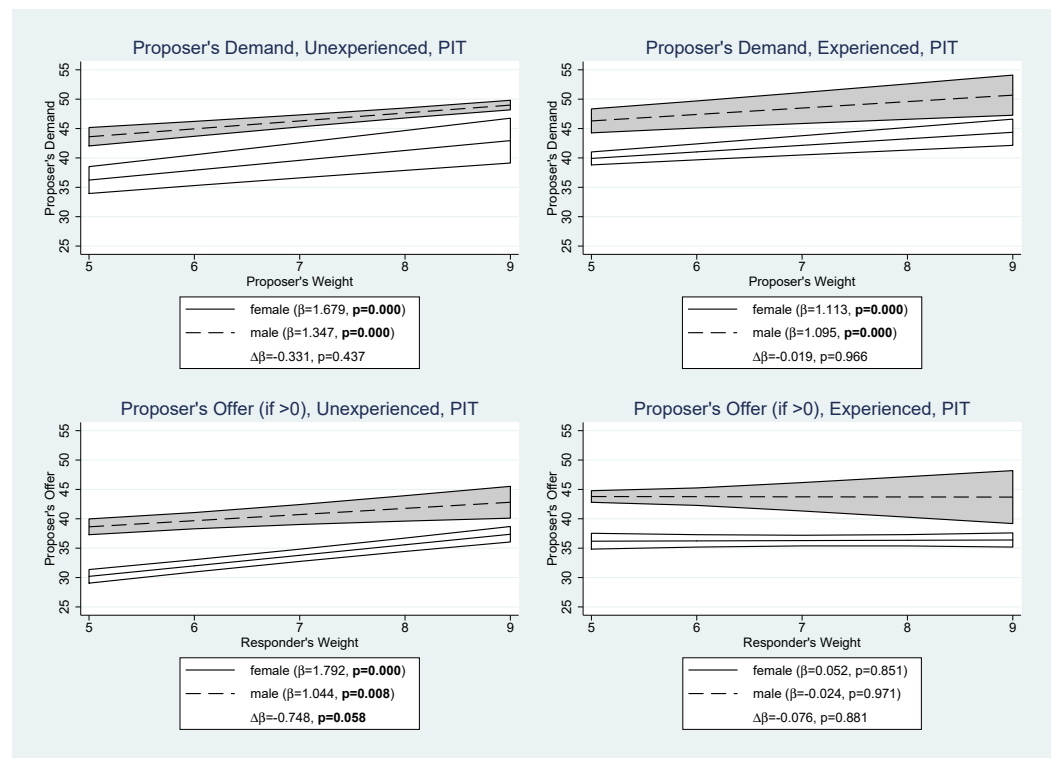 Proposer's Demand, Unexperienced, PIT
Proposer's Demand
55
50
45
40
35
30
25
5 6 7 8 9
Proposer's Weight
female (β=1.679, p=0.000)
male (β=1.347, p=0.000)
Δβ=-0.331, p=0.437
Proposer's Demand, Experienced, PIT
Proposer's Demand
55
50
45
40
35
30
25
5 6 7 8 9
Proposer's Weight
female (β=1.113, p=0.000)
male (β=1.095, p=0.000)
Δβ=-0.019, p=0.966
Proposer's Offer (if >0), Unexperienced, PIT
Proposer's Offer
55
50
45
40
35
30
25
5 6 7 8 9
Responder's Weight
female (β=1.792, p=0.000)
male (β=1.044, p=0.008)
Δβ=-0.748, p=0.058
Proposer's Offer (if >0), Experienced, PIT
Proposer's Offer
55
50
45
40
35
30
25
5 6 7 8 9
Responder's Weight
female (β=0.052, p=0.851)
male (β=-0.024, p=0.971)
Δβ=-0.076, p=0.881